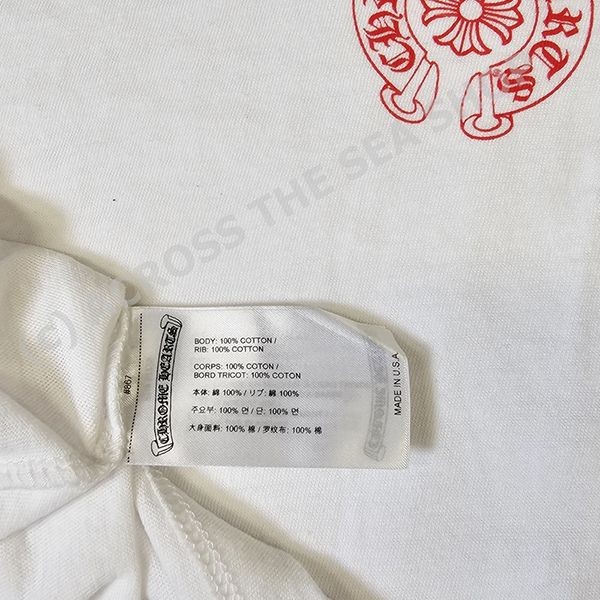 CHROME HEARTS
(C) ACROSS THE SEA SHOP
#667
CHROME HEARTS
BODY: 100% COTTON /
RIB: 100% COTTON
CORPS: 100% COTON /
BORD TRICOT: 100% COTON
本体: 綿 100% / リブ: 綿 100%
주요부: 100% 면 / 단: 100% 면
大身面料: 100% 棉 / 罗纹布: 100% 棉
MADE IN U.S.A.